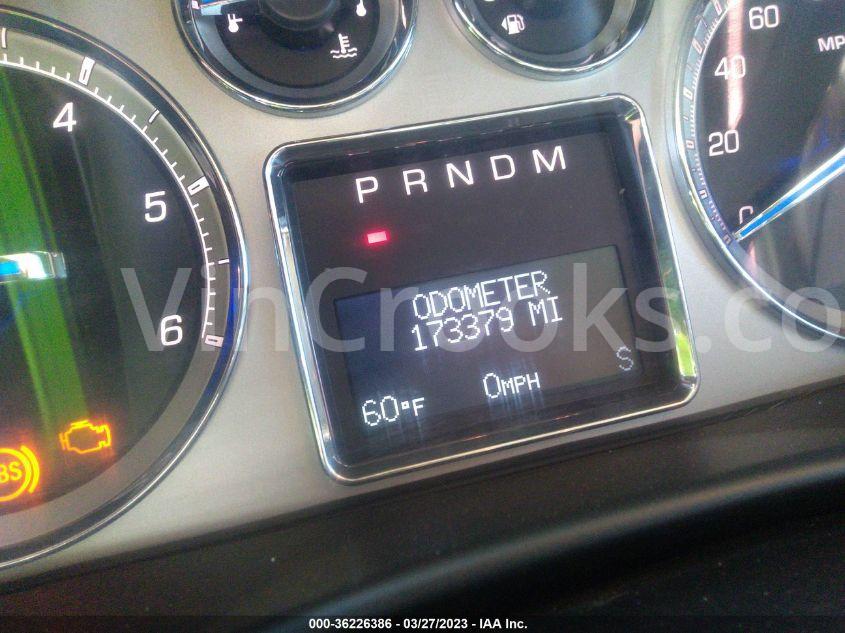 60
40
MP
20
0
4
5
6
P R N D M
ODOMETER
173379 MI
60°F
0MPH
S
BS
VinCrooks.co
000-36226386 - 03/27/2023 - IAA Inc.